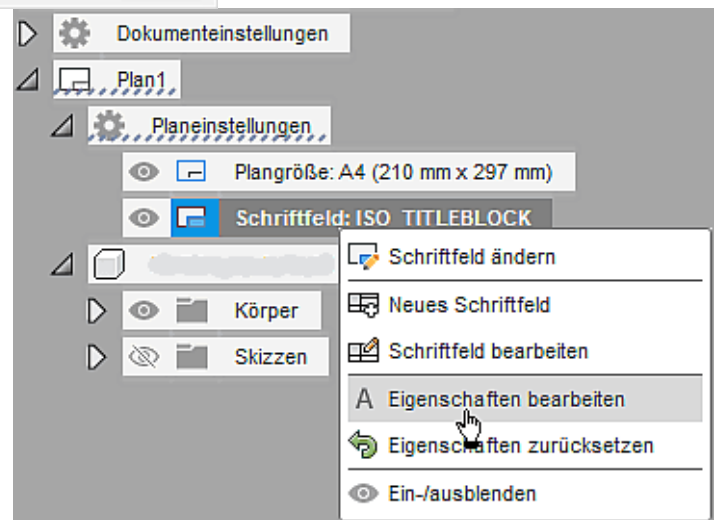 Dokumenteinstellungen
Plan1
Planeinstellungen
Plangröße: A4 (210 mm x 297 mm)
Schriftfeld: ISO_TITLEBLOCK
Schriftfeld ändern
Körper
Neues Schriftfeld
Skizzen
Schriftfeld bearbeiten
A Eigenschaften bearbeiten
Eigenschaften zurücksetzen
Ein-/ausblenden